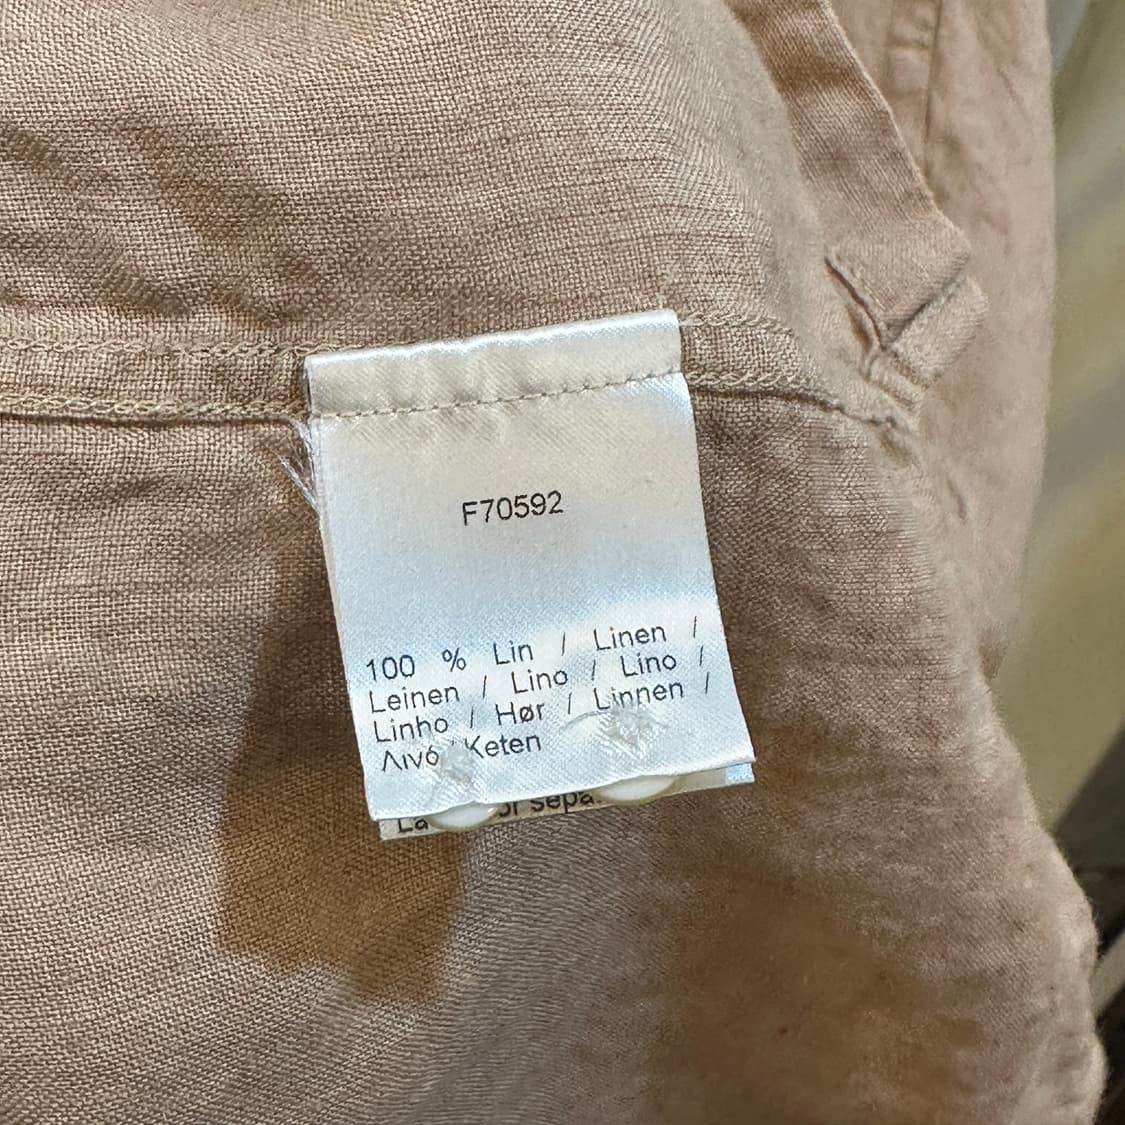 F70592
100 % Lin / Linen /
Leinen / Lino / Lino /
Linho / Hør / Linnen /
Λινό Keten